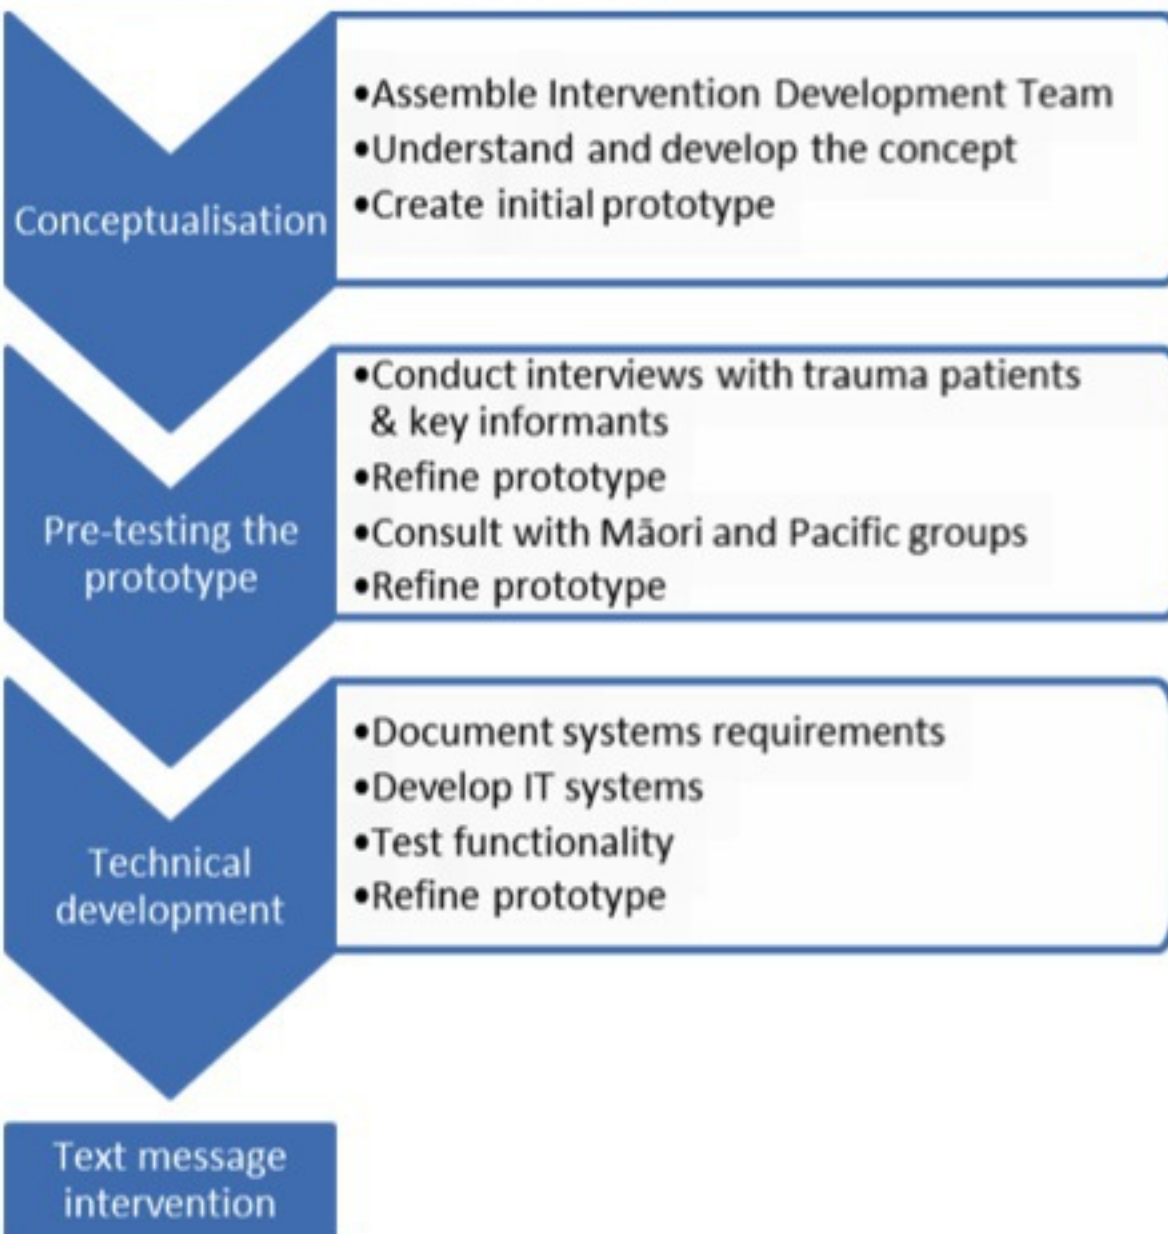 Conceptualisation
•Assemble Intervention Development Team
•Understand and develop the concept
•Create initial prototype
Pre-testing the
prototype
•Conduct interviews with trauma patients
& key informants
•Refine prototype
•Consult with Māori and Pacific groups
•Refine prototype
Technical
development
•Document systems requirements
•Develop IT systems
•Test functionality
•Refine prototype
Text message
intervention